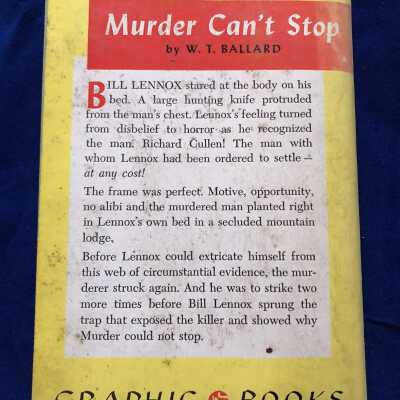 Murder Can't Stop
by W. T. BALLARD
BILL LENNOX stared at the body on his
bed. A large hunting knife protruded
from the man's chest. Lennox's feeling turned
from disbelief to horror as he recognized
the man. Richard Cullen! The man with
whom Lennox had been ordered to settle—
at any cost!
The frame was perfect. Motive, opportunity,
no alibi and the murdered man planted right
in Lennox's own bed in a secluded mountain
lodge.
Before Lennox could extricate himself from
this web of circumstantial evidence, the mur-
derer struck again. And he was to strike two
more times before Bill Lennox sprung the
trap that exposed the killer and showed why
Murder could not stop.
GRAPHIC BOOKS